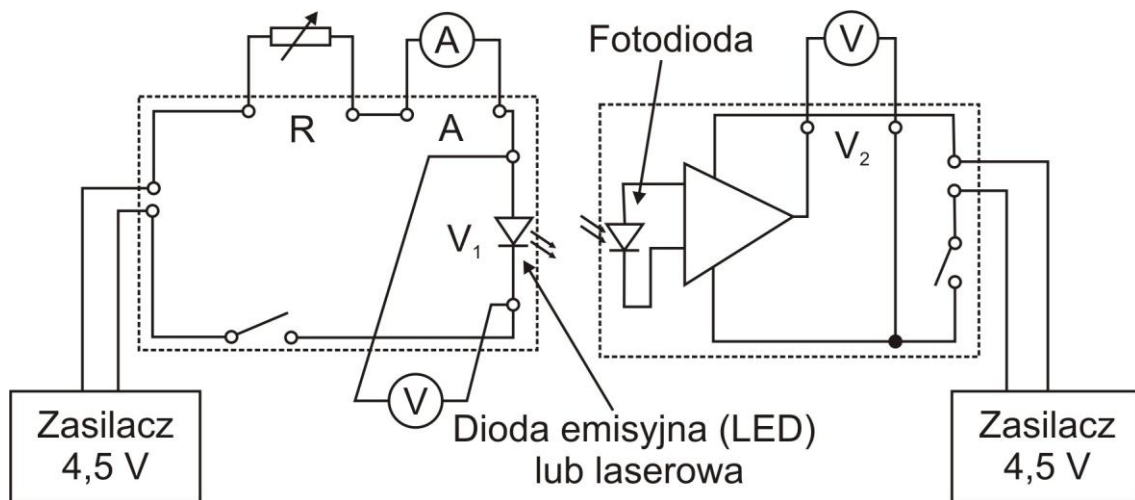 A
V
Fotodioda
R
A
V₂
V₁
V
Dioda emisyjna (LED)
lub laserowa
Zasilacz
4,5 V
Zasilacz
4,5 V